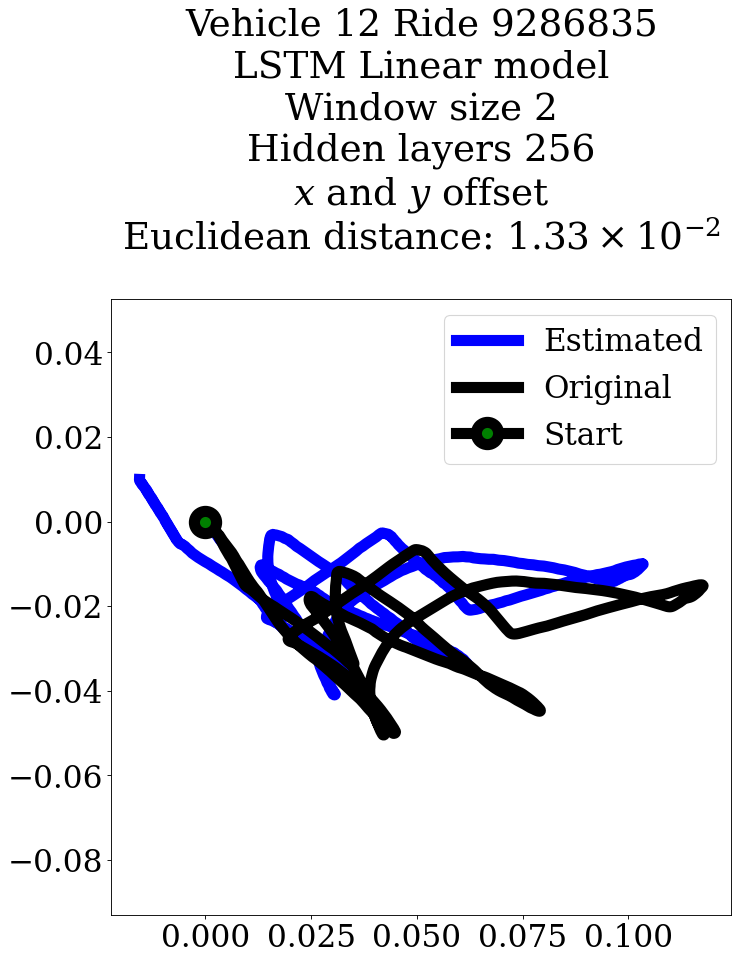 Vehicle 12 Ride 9286835
LSTM Linear model
Window size 2
Hidden layers 256
x and y offset
Euclidean distance: 1.33 × 10⁻²
Estimated
Original
Start
0.04
0.02
0.00
−0.02
−0.04
−0.06
−0.08
0.000 0.025 0.050 0.075 0.100